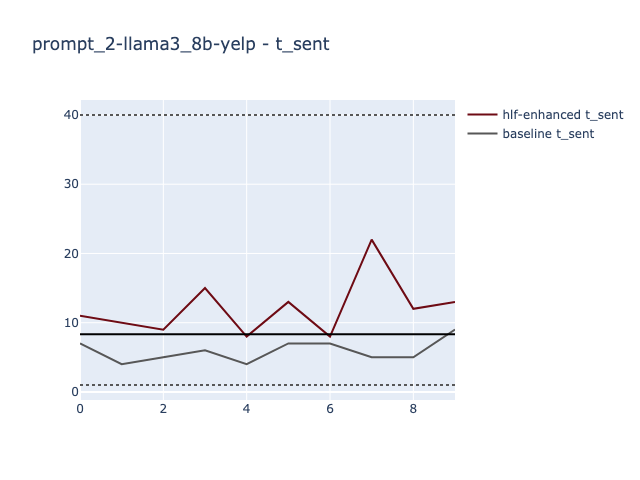 prompt_2-llama3_8b-yelp - t_sent
hlf-enhanced t_sent
baseline t_sent
40
30
20
10
0
0 2 4 6 8